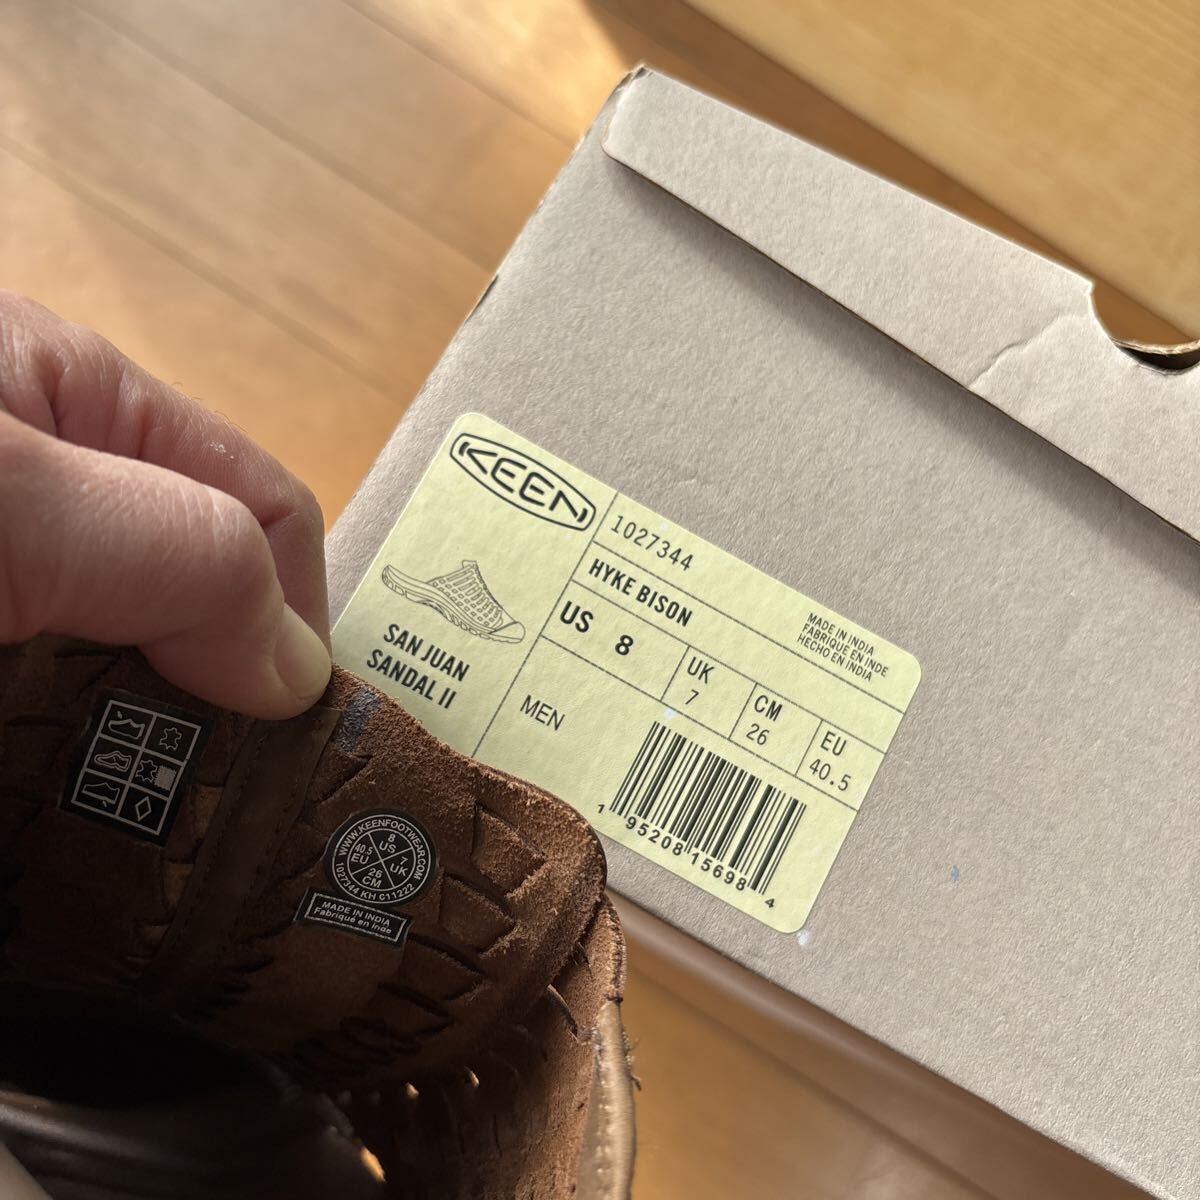 KEEN
SAN JUAN
SANDAL II
1027344
HYKE BISON
MADE IN INDIA
FABRIQUE EN INDE
HECHO EN INDIA
US 8
UK
7
CM
26
EU
40.5
MEN
1 95208 15698 4
WWW.KEENFOOTWEAR.COM
8
US
40.5
EU
7
UK
26
CM
1027344 KH C11222
MADE IN INDIA
Fabriqué en Inde